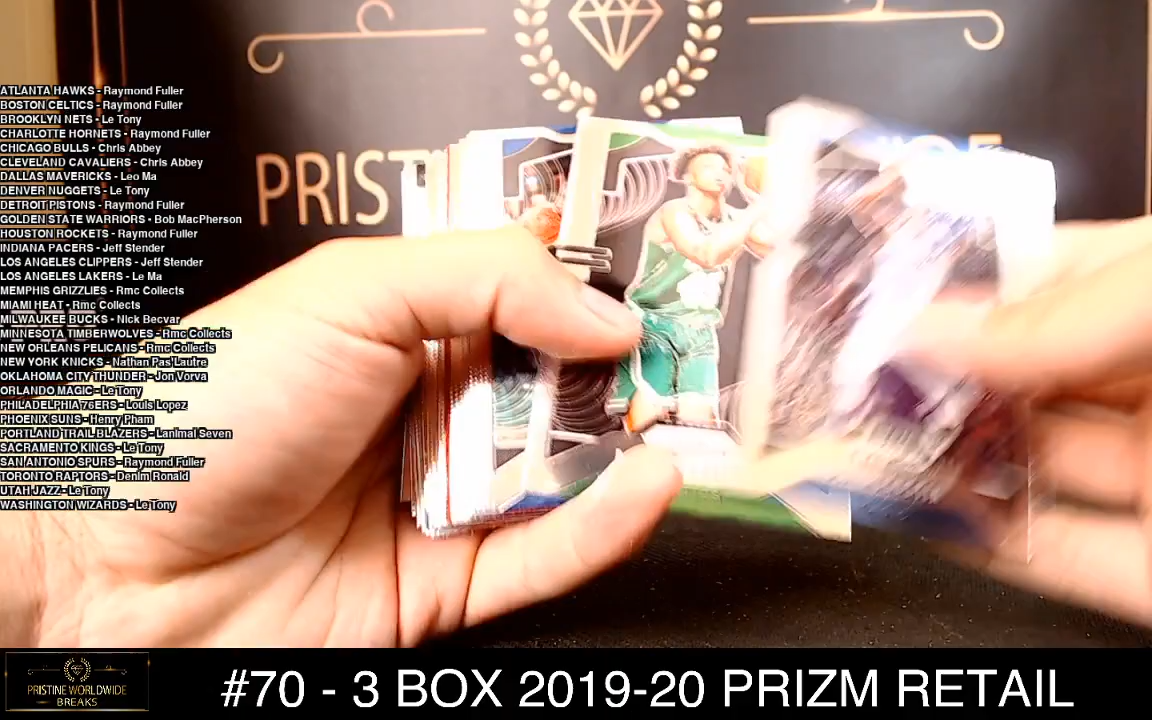 PRIST
ATLANTA HAWKS - Raymond Fuller
BOSTON CELTICS - Raymond Fuller
BROOKLYN NETS - Le Tony
CHARLOTTE HORNETS - Raymond Fuller
CHICAGO BULLS - Chris Abbey
CLEVELAND CAVALIERS - Chris Abbey
DALLAS MAVERICKS - Leo Ma
DENVER NUGGETS - Le Tony
DETROIT PISTONS - Raymond Fuller
GOLDEN STATE WARRIORS - Bob MacPherson
HOUSTON ROCKETS - Raymond Fuller
INDIANA PACERS - Jeff Stender
LOS ANGELES CLIPPERS - Jeff Stender
LOS ANGELES LAKERS - Le Ma
MEMPHIS GRIZZLIES - Rmc Collects
MIAMI HEAT - Rmc Collects
MILWAUKEE BUCKS - Nick Becvar
MINNESOTA TIMBERWOLVES - Rmc Collects
NEW ORLEANS PELICANS - Rmc Collects
NEW YORK KNICKS - Nathan Pas'Lautre
OKLAHOMA CITY THUNDER - Jon Vorva
ORLANDO MAGIC - Le Tony
PHILADELPHIA 76ERS - Louis Lopez
PHOENIX SUNS - Henry Pham
PORTLAND TRAIL BLAZERS - Lanimal Seven
SACRAMENTO KINGS - Le Tony
SAN ANTONIO SPURS - Raymond Fuller
TORONTO RAPTORS - Denim Ronald
UTAH JAZZ - Le Tony
WASHINGTON WIZARDS - Le Tony
PRISTINE WORLDWIDE
BREAKS
#70 - 3 BOX 2019-20 PRIZM RETAIL